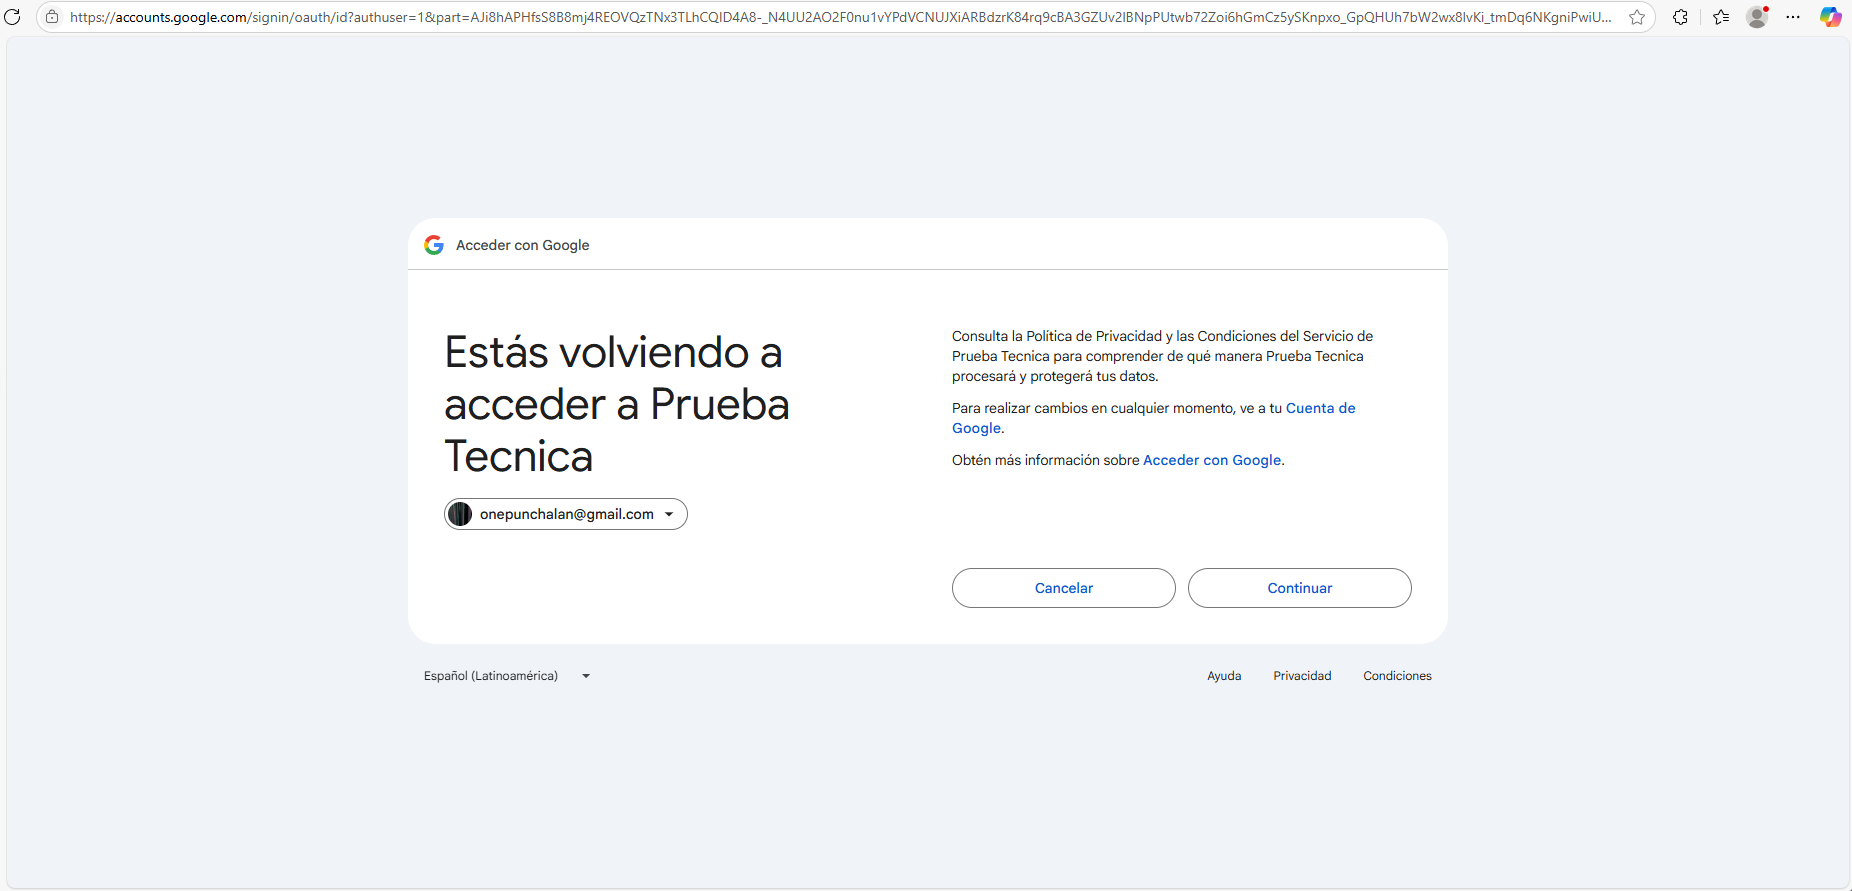 https://accounts.google.com/signin/oauth/id?authuser=1&part=AJi8hAPHfsS8B8mj4REOVQzTNx3TLhCQID4A8-_N4UU2AO2F0nu1vYPdVCNUJXiARBdzrK84rq9cBA3GZUv2lBNpPUtwb72Zoi6hGmCz5ySKnpxo_GpQHUh7bW2wx8lvKi_tmDq6NKgniPwiU...
Acceder con Google
Estás volviendo a
acceder a Prueba
Tecnica
onepunchalan@gmail.com
Consulta la Política de Privacidad y las Condiciones del Servicio de
Prueba Tecnica para comprender de qué manera Prueba Tecnica
procesará y protegerá tus datos.
Para realizar cambios en cualquier momento, ve a tu Cuenta de
Google.
Obtén más información sobre Acceder con Google.
Cancelar Continuar
Español (Latinoamérica) Ayuda Privacidad Condiciones